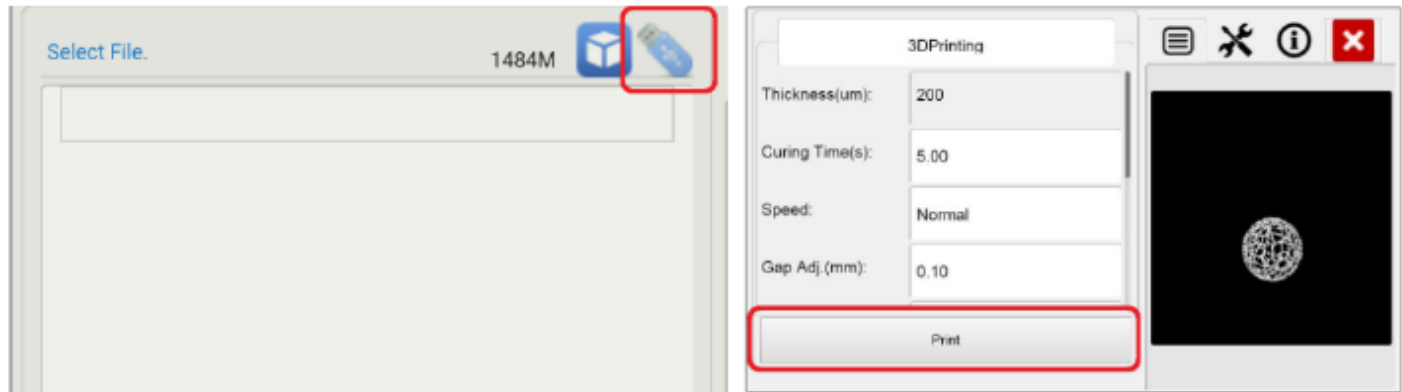 Select File.
1484M
3DPrinting
Thickness(um): 200
Curing Time(s): 5.00
Speed: Normal
Gap Adj.(mm): 0.10
Print